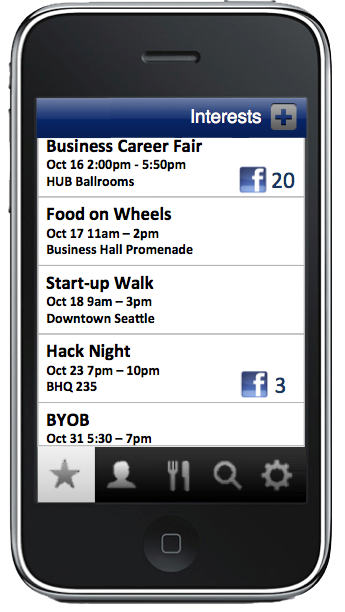 Interests
Business Career Fair
Oct 16 2:00pm - 5:50pm
HUB Ballrooms
f 20
Food on Wheels
Oct 17 11am – 2pm
Business Hall Promenade
Start-up Walk
Oct 18 9am – 3pm
Downtown Seattle
Hack Night
Oct 23 7pm – 10pm
BHQ 235
f 3
BYOB
Oct 31 5:30 – 7pm